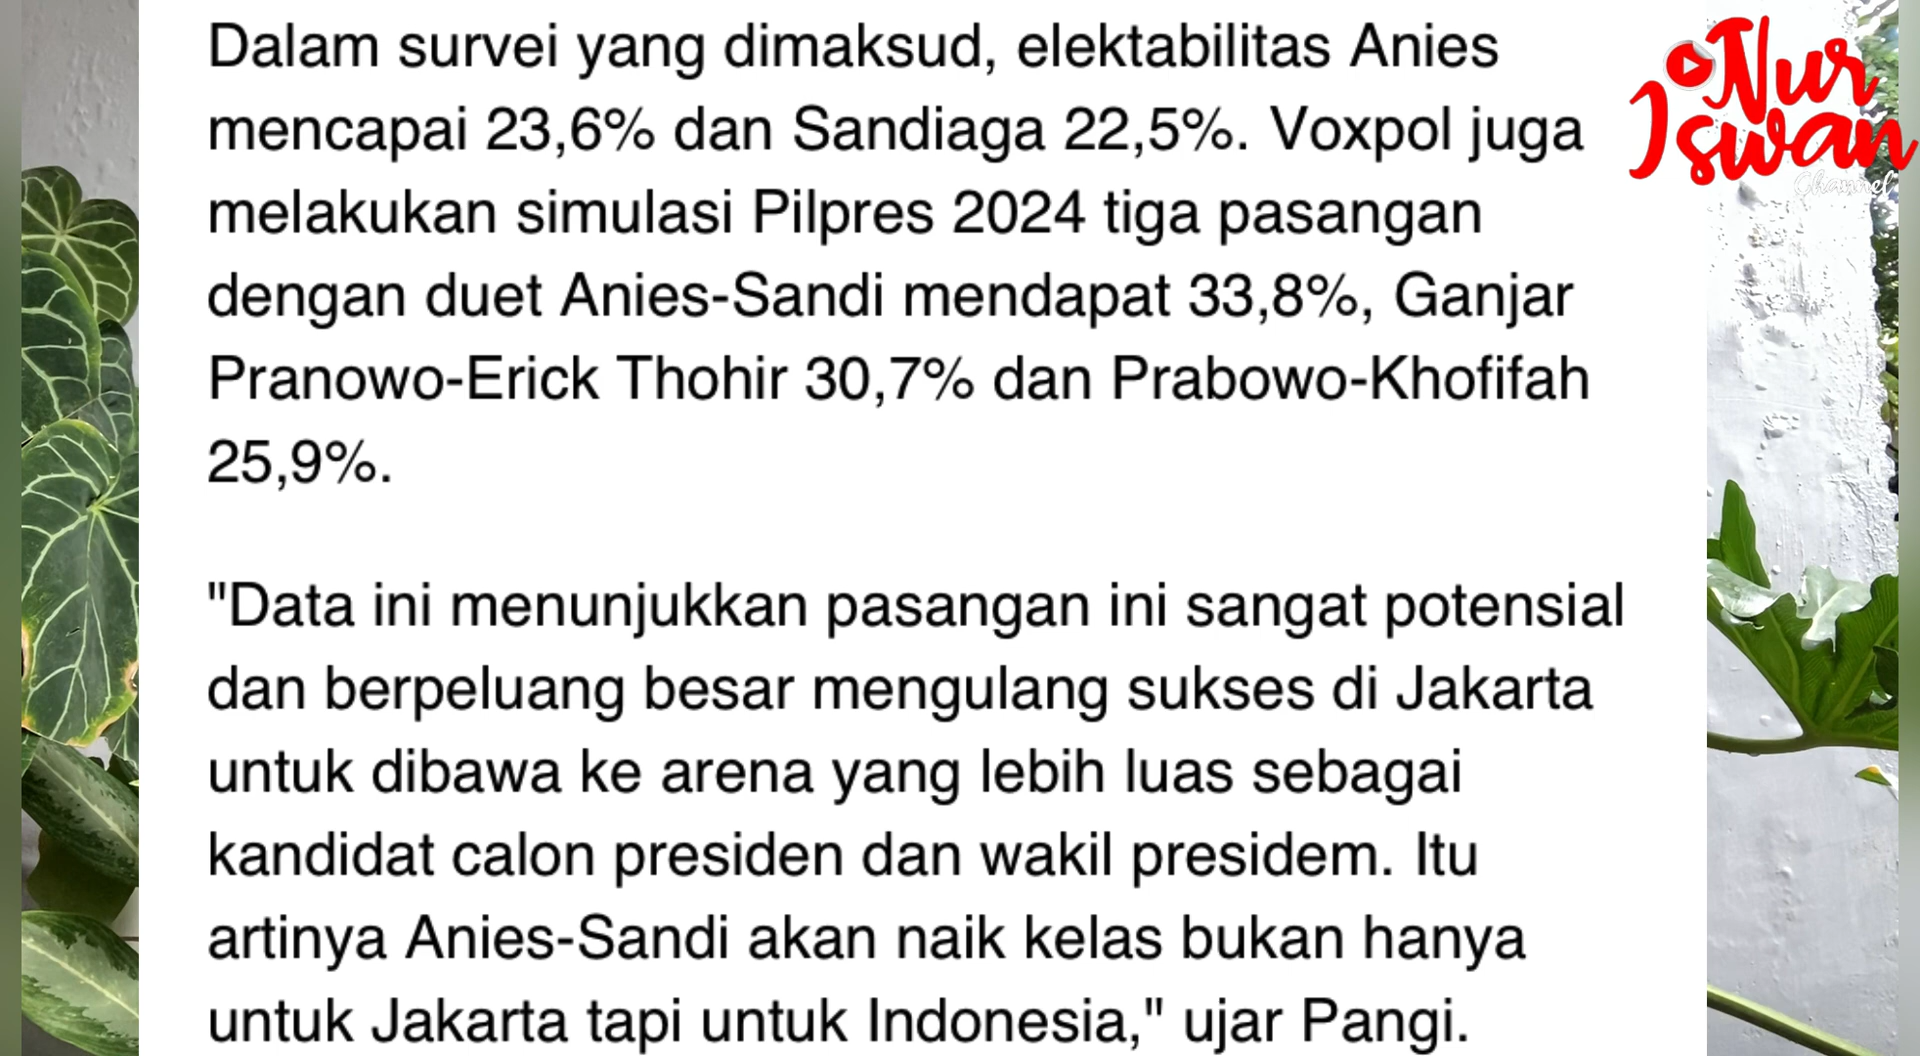 Dalam survei yang dimaksud, elektabilitas Anies
mencapai 23,6% dan Sandiaga 22,5%. Voxpol juga
melakukan simulasi Pilpres 2024 tiga pasangan
dengan duet Anies-Sandi mendapat 33,8%, Ganjar
Pranowo-Erick Thohir 30,7% dan Prabowo-Khofifah
25,9%.
"Data ini menunjukkan pasangan ini sangat potensial
dan berpeluang besar mengulang sukses di Jakarta
untuk dibawa ke arena yang lebih luas sebagai
kandidat calon presiden dan wakil presidem. Itu
artinya Anies-Sandi akan naik kelas bukan hanya
untuk Jakarta tapi untuk Indonesia," ujar Pangi.
Nur
Iswan
Channel